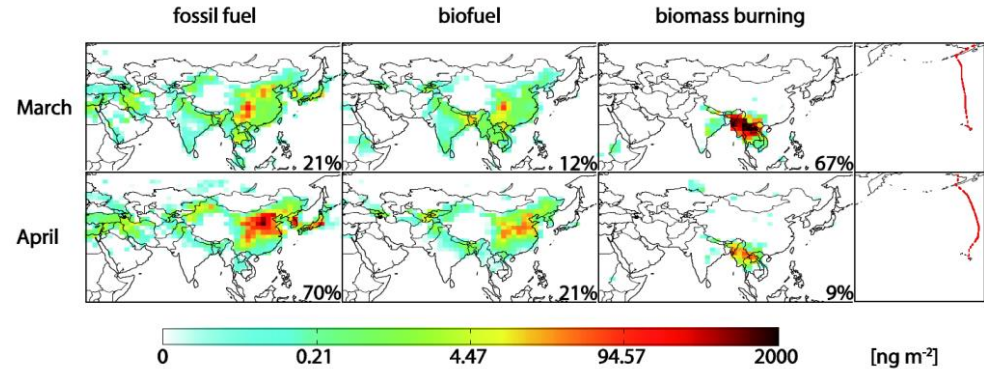 fossil fuel biofuel biomass burning
March
21% 12% 67%
April
70% 21% 9%
0 0.21 4.47 94.57 2000 [ng m⁻²]